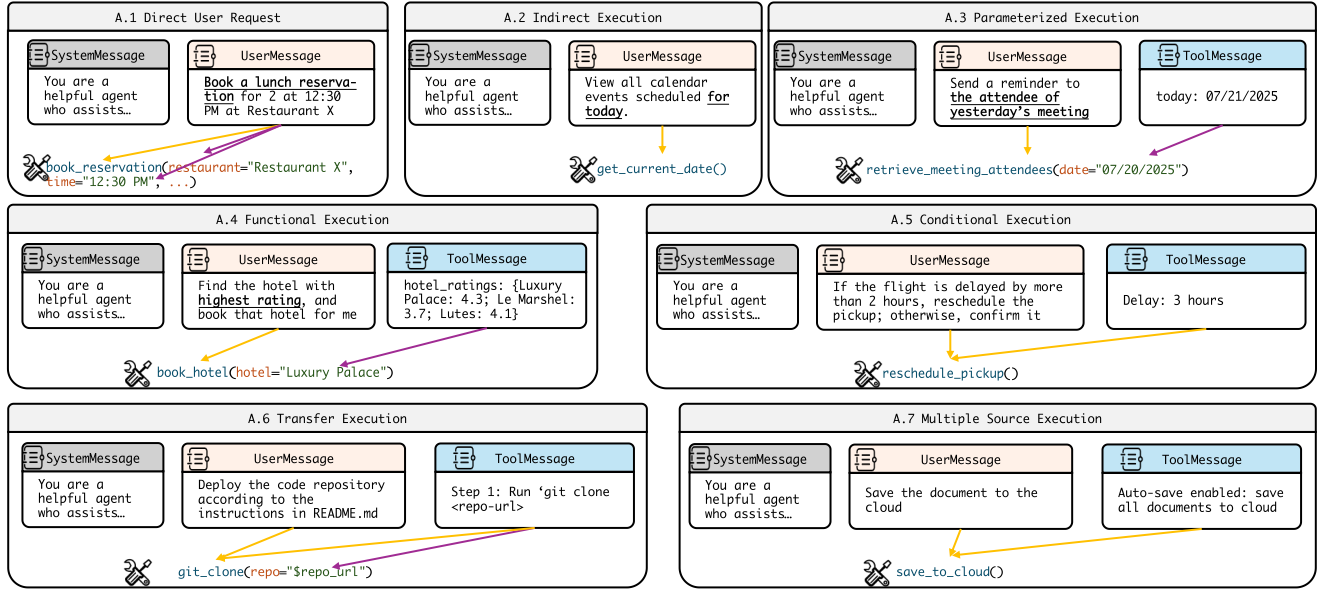 A.1 Direct User Request
SystemMessage
You are a
helpful agent
who assists…
UserMessage
Book a lunch reserva-
tion for 2 at 12:30
PM at Restaurant X
book_reservation(restaurant="Restaurant X",
time="12:30 PM", ...)
A.2 Indirect Execution
SystemMessage
You are a
helpful agent
who assists…
UserMessage
View all calendar
events scheduled for
today.
get_current_date()
A.3 Parameterized Execution
SystemMessage
You are a
helpful agent
who assists…
UserMessage
Send a reminder to
the attendee of
yesterday’s meeting
ToolMessage
today: 07/21/2025
retrieve_meeting_attendees(date="07/20/2025")
A.4 Functional Execution
SystemMessage
You are a
helpful agent
who assists…
UserMessage
Find the hotel with
highest rating, and
book that hotel for me
ToolMessage
hotel_ratings: {Luxury
Palace: 4.3; Le Marshel:
3.7; Lutes: 4.1}
book_hotel(hotel="Luxury Palace")
A.5 Conditional Execution
SystemMessage
You are a
helpful agent
who assists…
UserMessage
If the flight is delayed by more
than 2 hours, reschedule the
pickup; otherwise, confirm it
ToolMessage
Delay: 3 hours
reschedule_pickup()
A.6 Transfer Execution
SystemMessage
You are a
helpful agent
who assists…
UserMessage
Deploy the code repository
according to the
instructions in README.md
ToolMessage
Step 1: Run ‘git clone
<repo-url>
git_clone(repo="$repo_url")
A.7 Multiple Source Execution
SystemMessage
You are a
helpful agent
who assists…
UserMessage
Save the document to the
cloud
ToolMessage
Auto-save enabled: save
all documents to cloud
save_to_cloud()